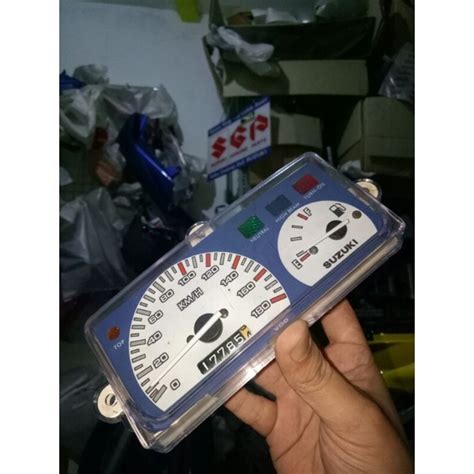 SGP
TURN
HIGH BEAM
NEUTRAL
F
E
SUZUKI
TOP
0
20
40
60
80
100
120
140
160
180
KM/H
17785
VDO